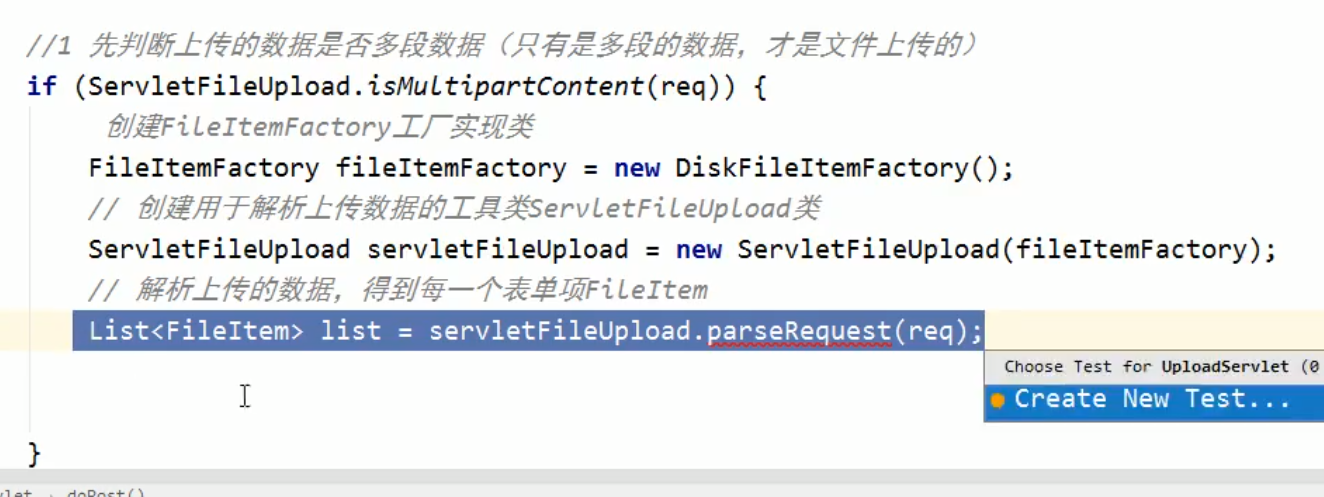 //1 先判断上传的数据是否多段数据（只有是多段的数据，才是文件上传的）
if (ServletFileUpload.isMultipartContent(req)) {
创建FileItemFactory工厂实现类
FileItemFactory fileItemFactory = new DiskFileItemFactory();
// 创建用于解析上传数据的工具类ServletFileUpload类
ServletFileUpload servletFileUpload = new ServletFileUpload(fileItemFactory);
// 解析上传的数据，得到每一个表单项FileItem
List<FileItem> list = servletFileUpload.parseRequest(req);
Choose Test for UploadServlet (0
Create New Test...
}
doPost()